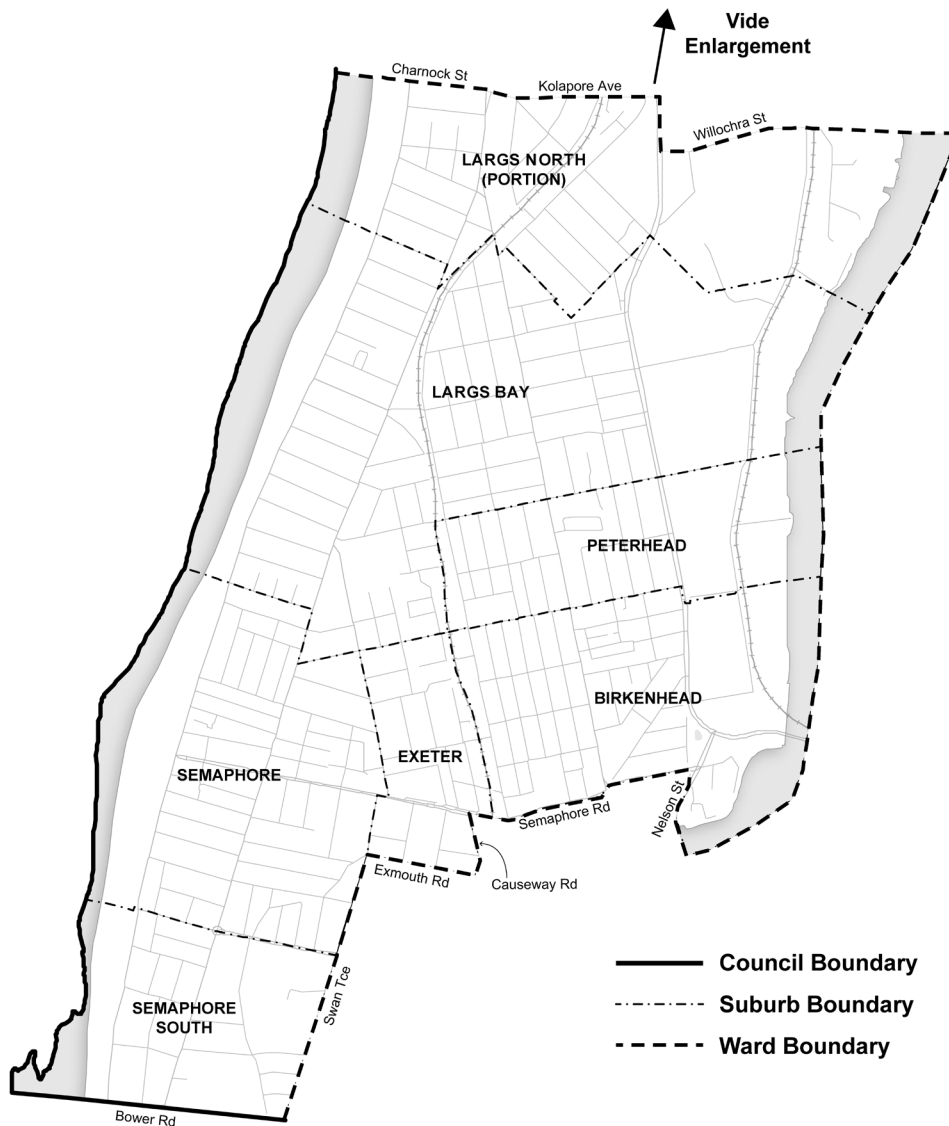 Vide
Enlargement
Charnock St
Kolapore Ave
Willochra St
LARGS NORTH
(PORTION)
LARGS BAY
PETERHEAD
BIRKENHEAD
EXETER
SEMAPHORE
Semaphore Rd
Nelson St
Exmouth Rd
Causeway Rd
Swan Tce
SEMAPHORE
SOUTH
Bower Rd
Council Boundary
Suburb Boundary
Ward Boundary